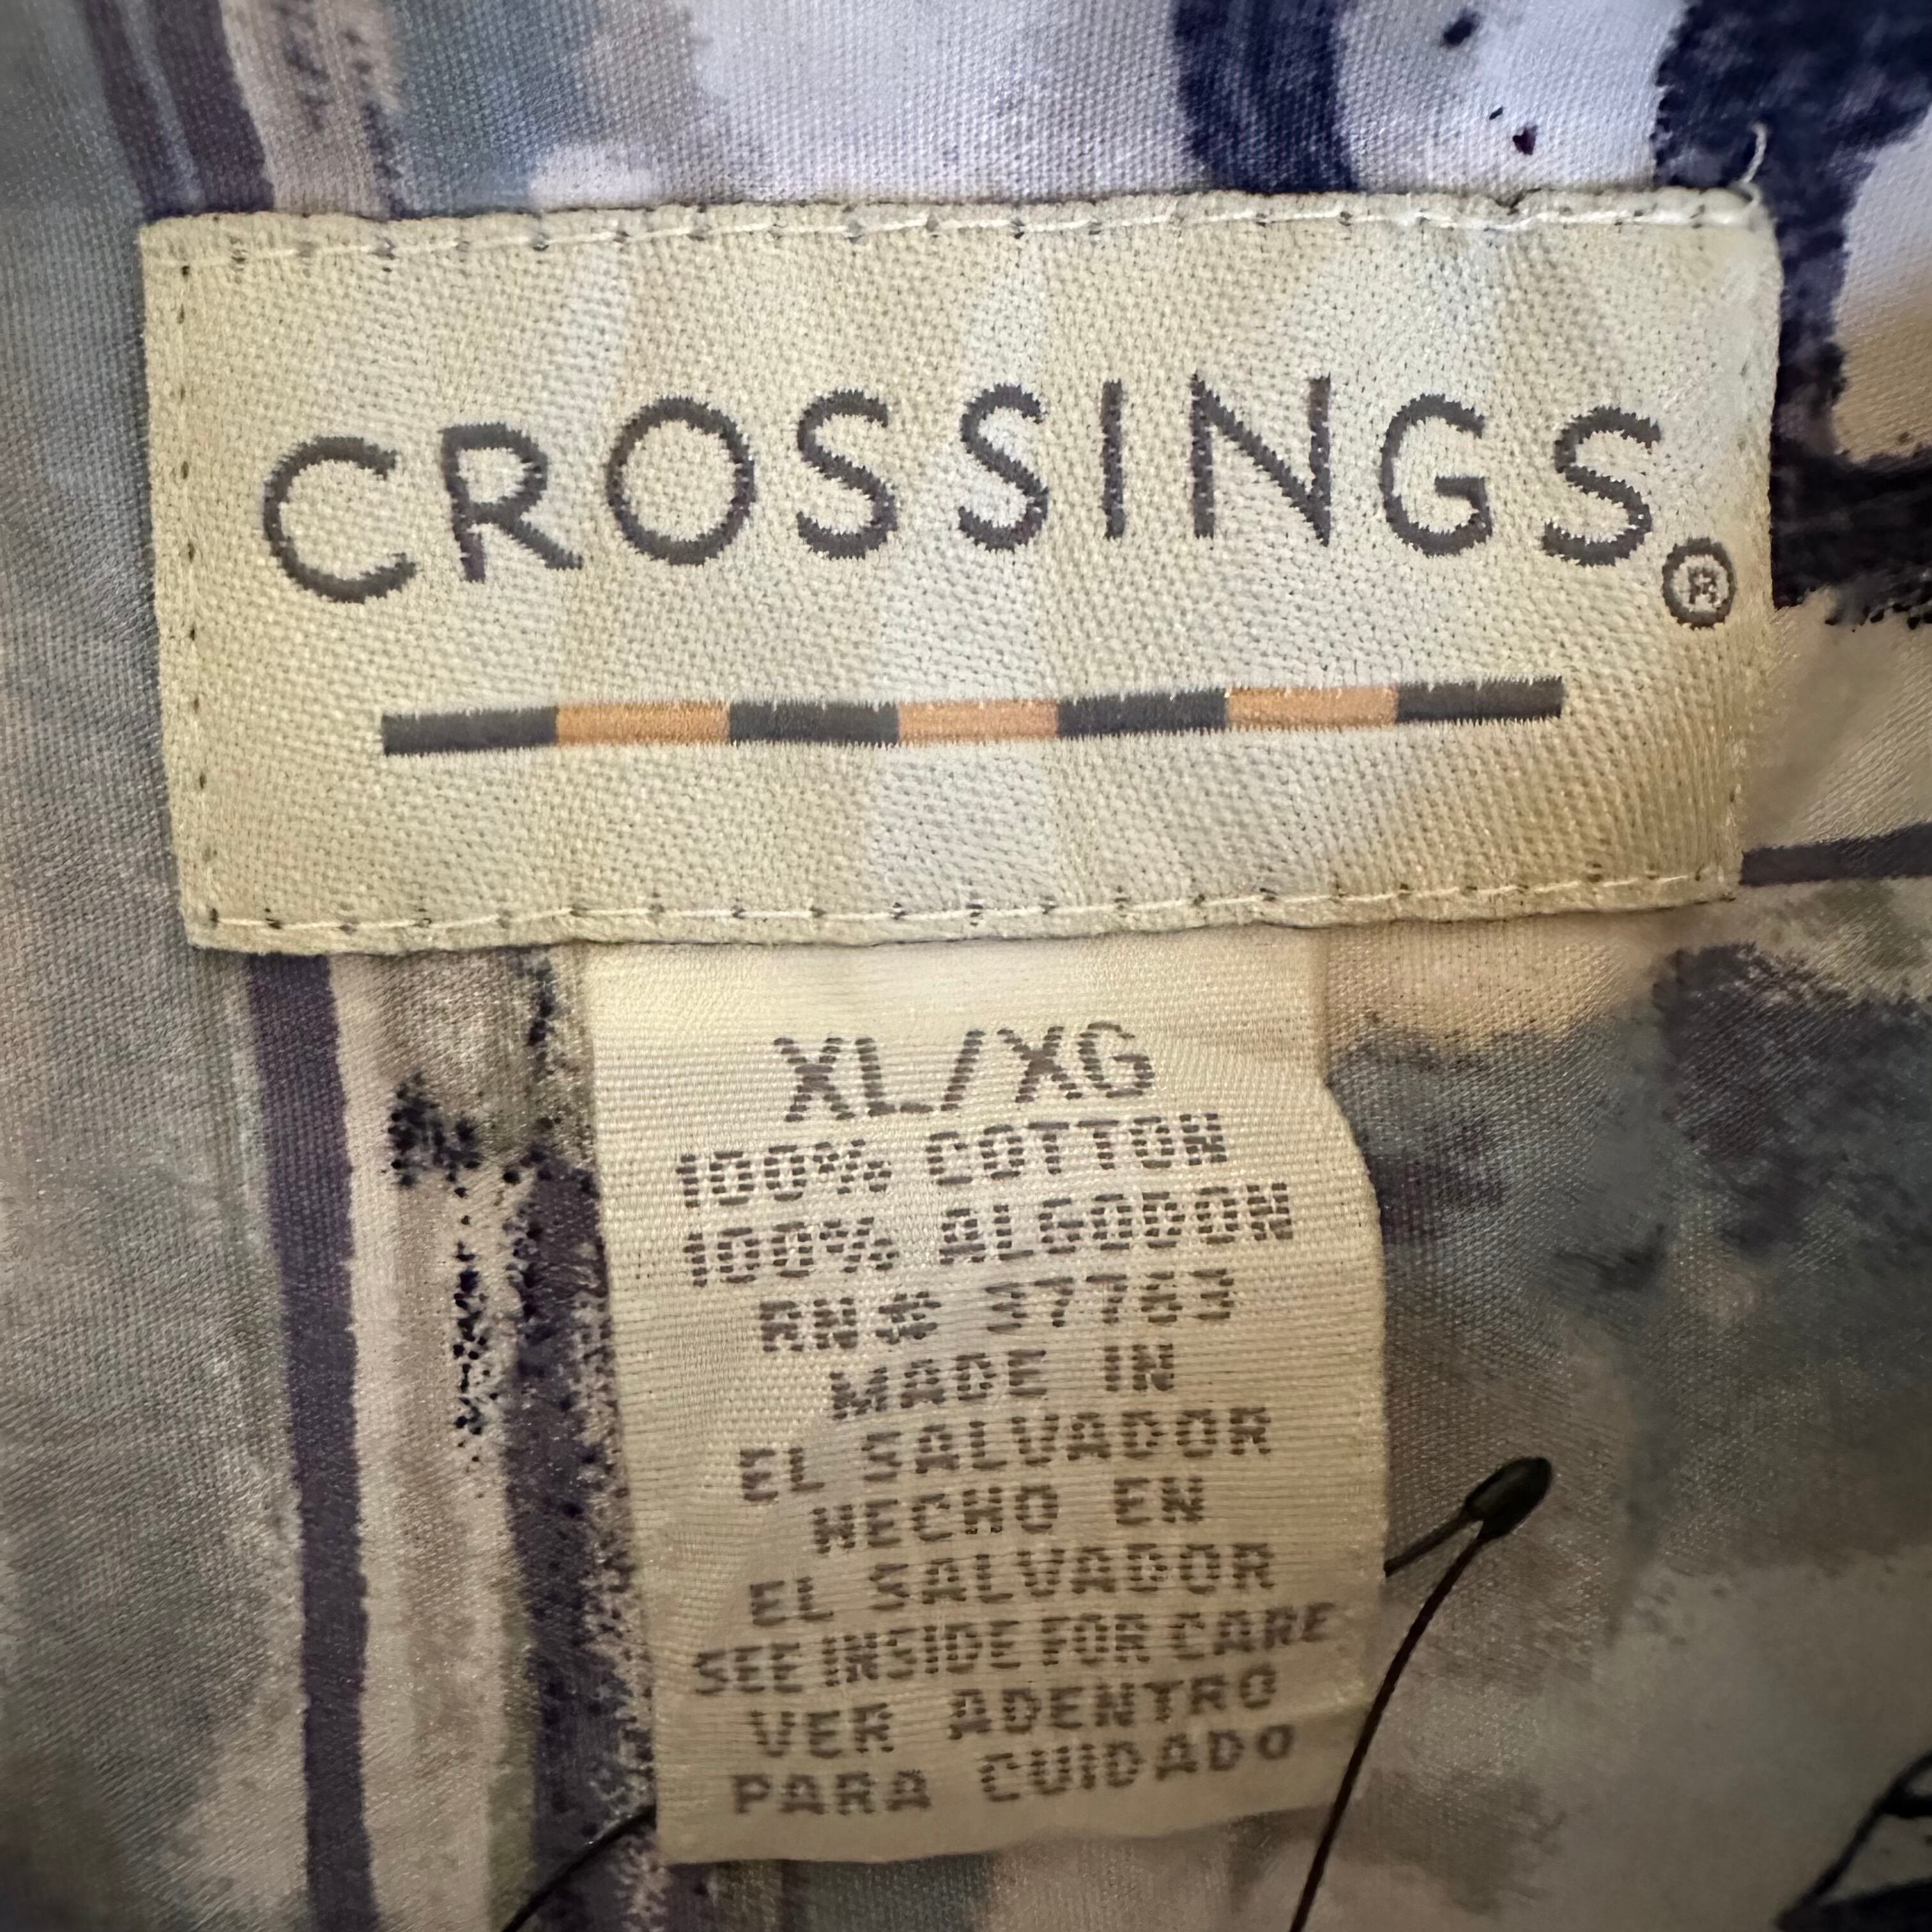 CROSSINGS®
XL/XG
100% COTTON
100% ALGODON
RN# 37763
MADE IN
EL SALVADOR
HECHO EN
EL SALVADOR
SEE INSIDE FOR CARE
VER ADENTRO
PARA CUIDADO